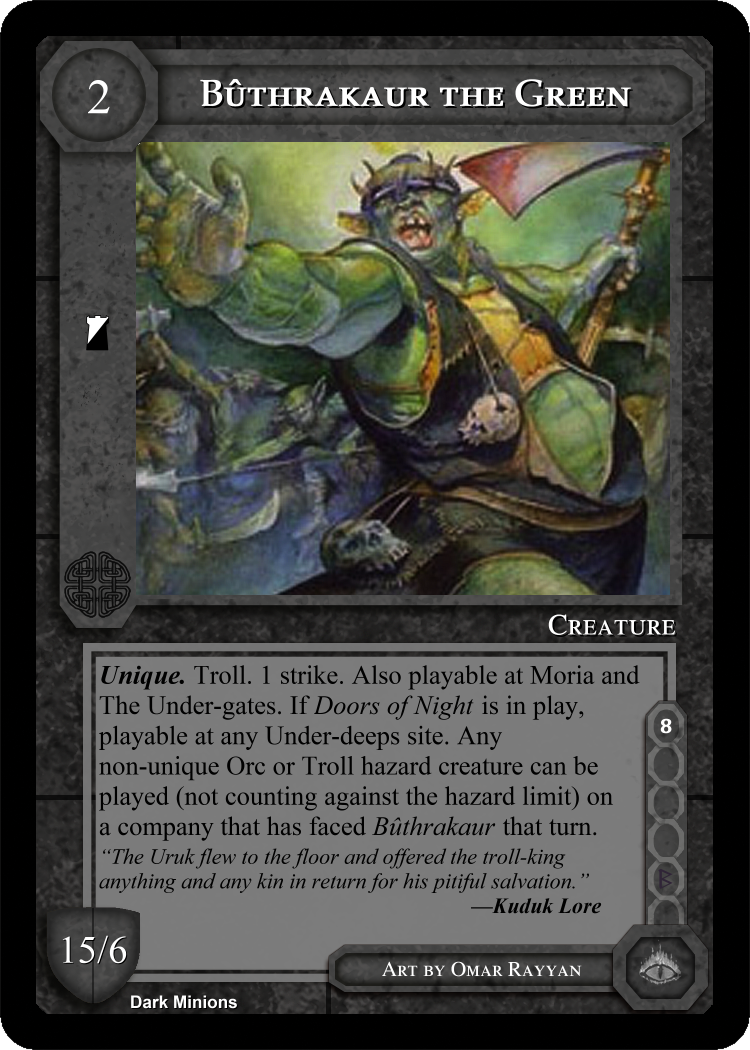 2
BÛTHRAKAUR THE GREEN
CREATURE
Unique. Troll. 1 strike. Also playable at Moria and
The Under-gates. If Doors of Night is in play,
playable at any Under-deeps site. Any
non-unique Orc or Troll hazard creature can be
played (not counting against the hazard limit) on
a company that has faced Bûthrakaur that turn.
“The Uruk flew to the floor and offered the troll-king
anything and any kin in return for his pitiful salvation.”
—Kuduk Lore
8
B
15/6
ART BY OMAR RAYYAN
Dark Minions